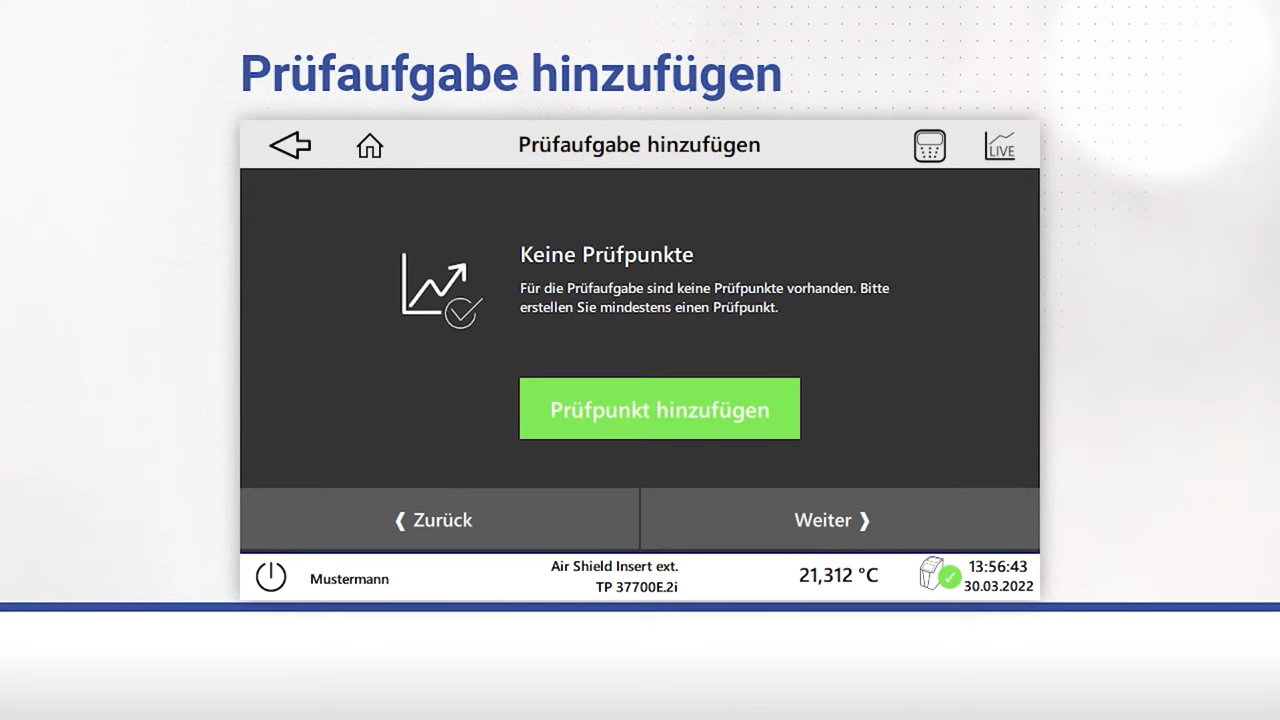 Prüfaufgabe hinzufügen
Prüfaufgabe hinzufügen
LIVE
Keine Prüfpunkte
Für die Prüfaufgabe sind keine Prüfpunkte vorhanden. Bitte
erstellen Sie mindestens einen Prüfpunkt.
Prüfpunkt hinzufügen
❰ Zurück
Weiter ❱
Mustermann
Air Shield Insert ext.
TP 37700E.2i
21,312 °C
13:56:43
30.03.2022